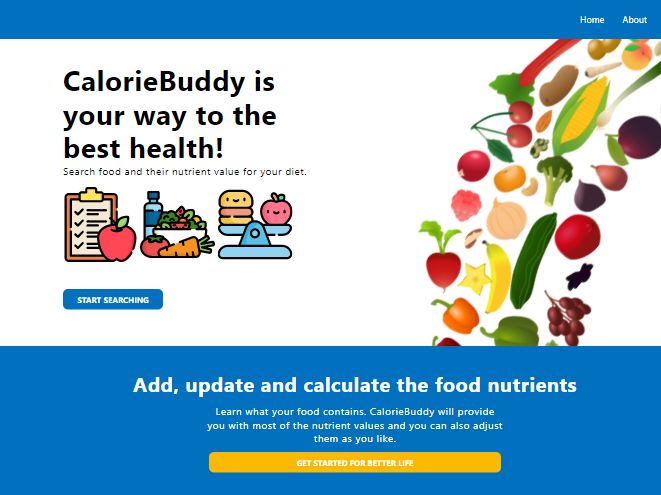 Home About
CalorieBuddy is
your way to the
best health!
Search food and their nutrient value for your diet.
START SEARCHING
Add, update and calculate the food nutrients
Learn what your food contains. CalorieBuddy will provide
you with most of the nutrient values and you can also adjust
them as you like.
GET STARTED FOR BETTER LIFE